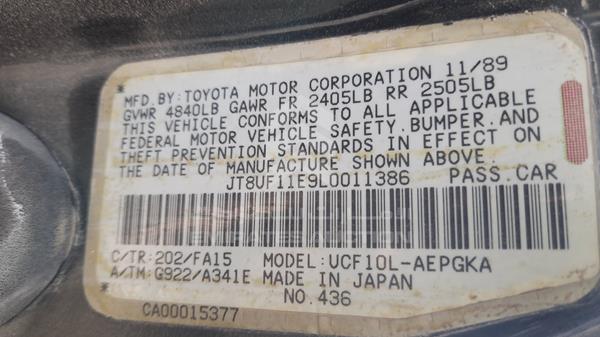 MFD.BY:TOYOTA MOTOR CORPORATION 11/89
GVWR 4840LB GAWR FR 2405LB RR 2505LB
THIS VEHICLE CONFORMS TO ALL APPLICABLE
FEDERAL MOTOR VEHICLE SAFETY, BUMPER, AND
THEFT PREVENTION STANDARDS IN EFFECT ON
THE DATE OF MANUFACTURE SHOWN ABOVE.
JT8UF11E9L0011386 PASS.CAR
C/TR:202/FA15 MODEL:UCF10L-AEPGKA
A/TM:G922/A341E MADE IN JAPAN
NO.436
CA00015377